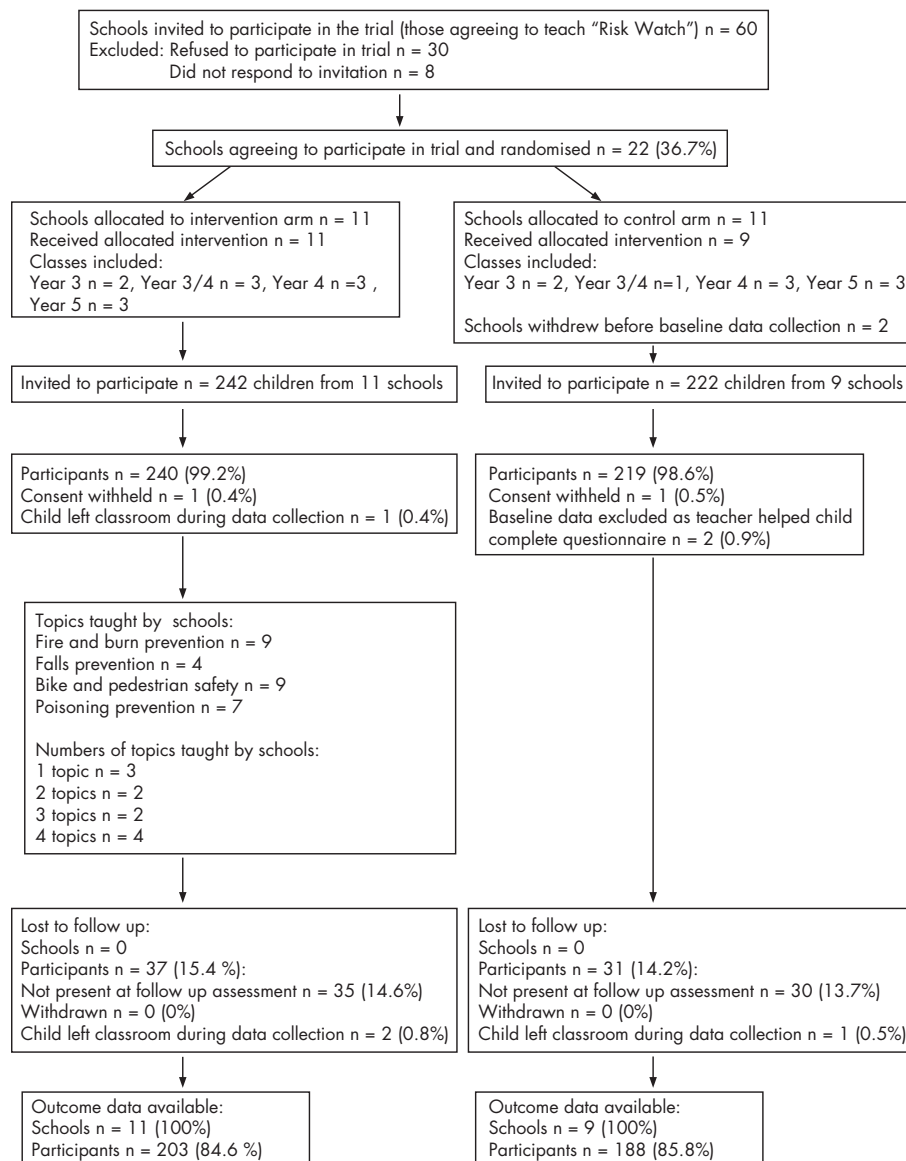 Schools invited to participate in the trial (those agreeing to teach “Risk Watch”) n = 60
Excluded: Refused to participate in trial n = 30
Did not respond to invitation n = 8
Schools agreeing to participate in trial and randomised n = 22 (36.7%)
Schools allocated to intervention arm n = 11
Received allocated intervention n = 11
Classes included:
Year 3 n = 2, Year 3/4 n = 3, Year 4 n =3 ,
Year 5 n = 3
Schools allocated to control arm n = 11
Received allocated intervention n = 9
Classes included:
Year 3 n = 2, Year 3/4 n=1, Year 4 n = 3, Year 5 n = 3
Schools withdrew before baseline data collection n = 2
Invited to participate n = 242 children from 11 schools
Invited to participate n = 222 children from 9 schools
Participants n = 240 (99.2%)
Consent withheld n = 1 (0.4%)
Child left classroom during data collection n = 1 (0.4%)
Participants n = 219 (98.6%)
Consent withheld n = 1 (0.5%)
Baseline data excluded as teacher helped child
complete questionnaire n = 2 (0.9%)
Topics taught by schools:
Fire and burn prevention n = 9
Falls prevention n = 4
Bike and pedestrian safety n = 9
Poisoning prevention n = 7
Numbers of topics taught by schools:
1 topic n = 3
2 topics n = 2
3 topics n = 2
4 topics n = 4
Lost to follow up:
Schools n = 0
Participants n = 37 (15.4 %):
Not present at follow up assessment n = 35 (14.6%)
Withdrawn n = 0 (0%)
Child left classroom during data collection n = 2 (0.8%)
Lost to follow up:
Schools n = 0
Participants n = 31 (14.2%):
Not present at follow up assessment n = 30 (13.7%)
Withdrawn n = 0 (0%)
Child left classroom during data collection n = 1 (0.5%)
Outcome data available:
Schools n = 11 (100%)
Participants n = 203 (84.6 %)
Outcome data available:
Schools n = 9 (100%)
Participants n = 188 (85.8%)